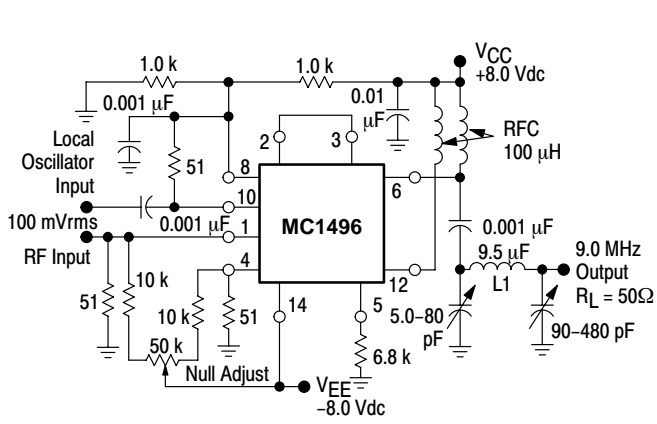 1.0 k
1.0 k
VCC
+8.0 Vdc
0.001 µF
0.01
µF
RFC
100 µH
Local
Oscillator
Input
51
2
3
8
6
10
MC1496
100 mVrms
0.001 µF
1
RF Input
0.001 µF
9.5 µF
L1
9.0 MHz
Output
RL = 50Ω
4
12
51
10 k
10 k
51
14
5
5.0–80
pF
90–480 pF
50 k
6.8 k
Null Adjust
VEE
–8.0 Vdc